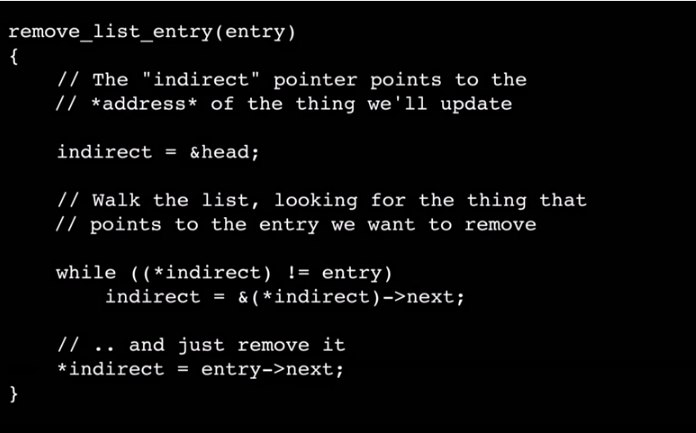 remove_list_entry(entry)
{
    // The "indirect" pointer points to the
    // *address* of the thing we'll update
    indirect = &head;
    // Walk the list, looking for the thing that
    // points to the entry we want to remove
    while ((*indirect) != entry)
        indirect = &(*indirect)->next;
    // .. and just remove it
    *indirect = entry->next;
}